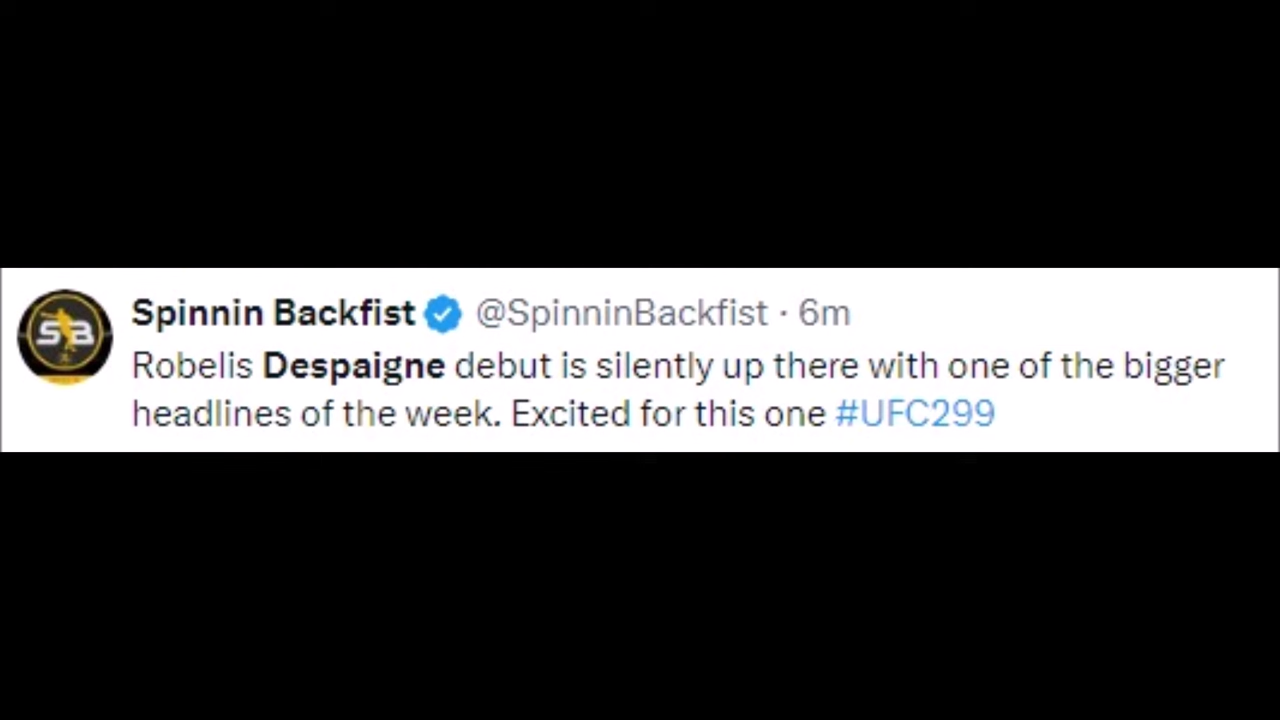 Spinnin Backfist @SpinninBackfist · 6m
Robelis Despaigne debut is silently up there with one of the bigger
headlines of the week. Excited for this one #UFC299
SB